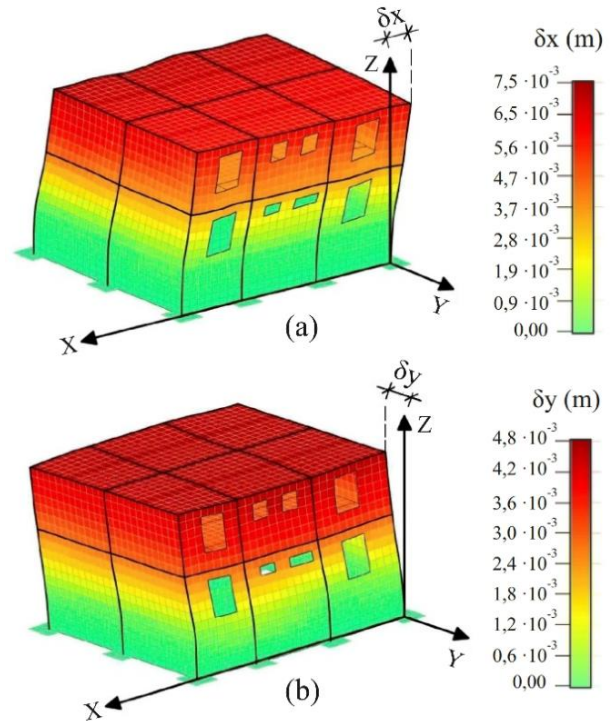 δx
Z
X
Y
(a)
δx (m)
7,5 · 10⁻³
6,5 · 10⁻³
5,6 · 10⁻³
4,7 · 10⁻³
3,7 · 10⁻³
2,8 · 10⁻³
1,9 · 10⁻³
0,9 · 10⁻³
0,00
δy
Z
X
Y
(b)
δy (m)
4,8 · 10⁻³
4,2 · 10⁻³
3,6 · 10⁻³
3,0 · 10⁻³
2,4 · 10⁻³
1,8 · 10⁻³
1,2 · 10⁻³
0,6 · 10⁻³
0,00